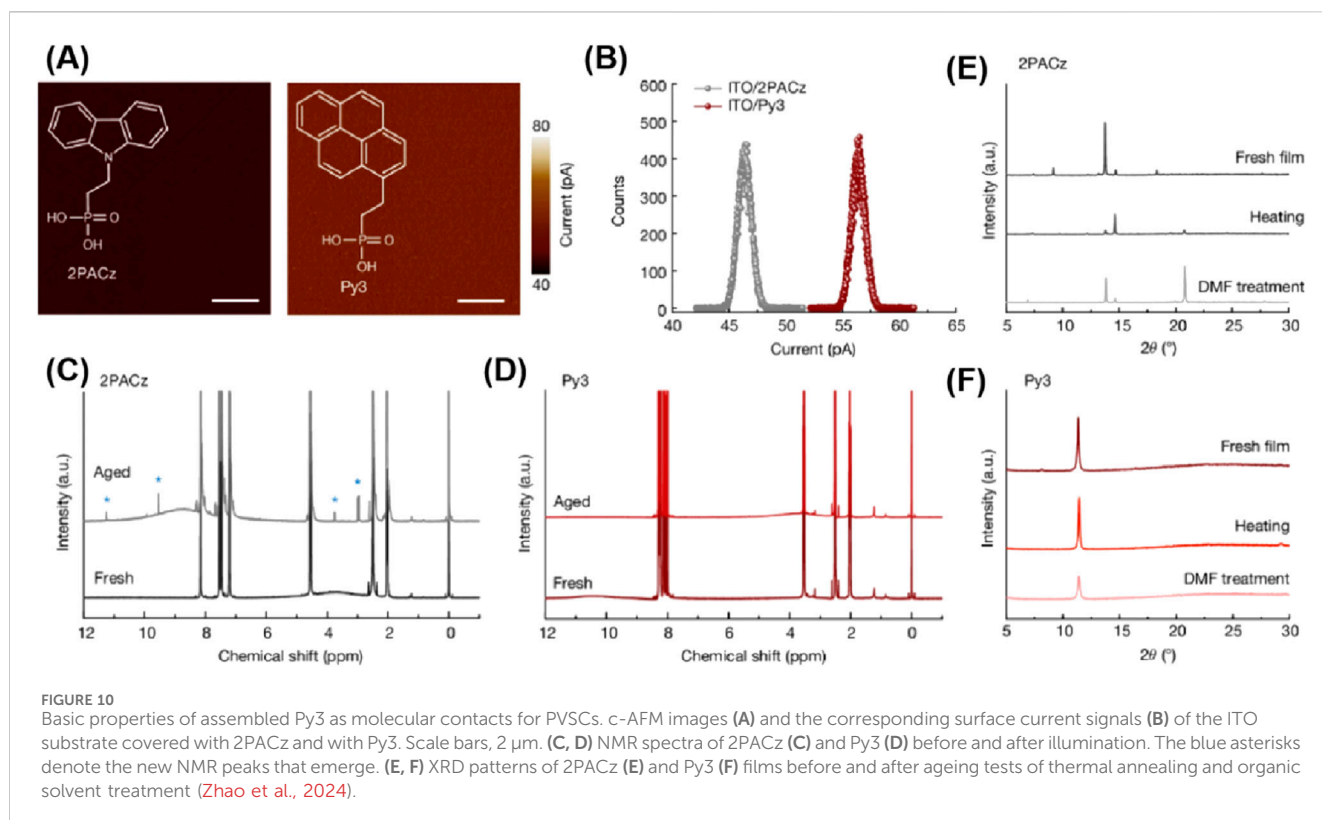 (A)
HO
P
O
OH
N
2PACz
HO
P
O
OH
Py3
80
Current (pA)
40
(B)
ITO/2PACz
ITO/Py3
600
500
400
300
200
100
0
Counts
40 45 50 55 60 65
Current (pA)
(E)
2PACz
Fresh film
Heating
DMF treatment
Intensity (a.u.)
5 10 15 20 25 30
2θ (°)
(C)
2PACz
Aged
Fresh
Intensity (a.u.)
* * * *
12 10 8 6 4 2 0
Chemical shift (ppm)
(D)
Py3
Aged
Fresh
Intensity (a.u.)
12 10 8 6 4 2 0
Chemical shift (ppm)
(F)
Py3
Fresh film
Heating
DMF treatment
Intensity (a.u.)
5 10 15 20 25 30
2θ (°)
FIGURE 10
Basic properties of assembled Py3 as molecular contacts for PVSCs. c-AFM images (A) and the corresponding surface current signals (B) of the ITO
substrate covered with 2PACz and with Py3. Scale bars, 2 μm. (C, D) NMR spectra of 2PACz (C) and Py3 (D) before and after illumination. The blue asterisks
denote the new NMR peaks that emerge. (E, F) XRD patterns of 2PACz (E) and Py3 (F) films before and after ageing tests of thermal annealing and organic
solvent treatment (Zhao et al., 2024).